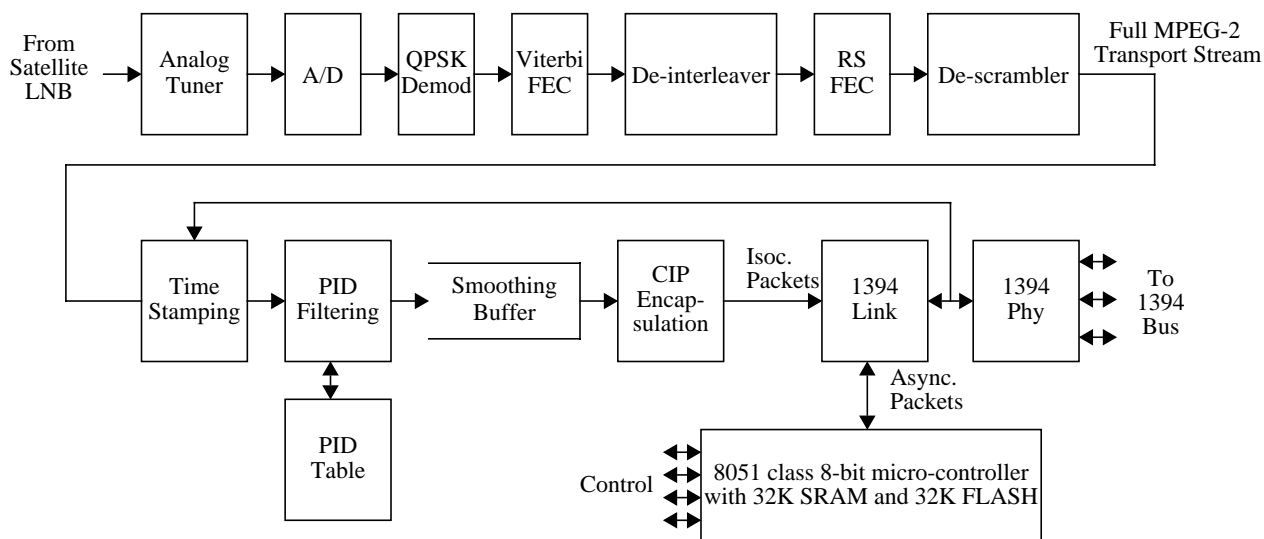 From
Satellite
LNB
Analog
Tuner
A/D
QPSK
Demod
Viterbi
FEC
De-interleaver
RS
FEC
De-scrambler
Full MPEG-2
Transport Stream
Time
Stamping
PID
Filtering
Smoothing
Buffer
CIP
Encap-
sulation
Isoc.
Packets
1394
Link
1394
Phy
To
1394
Bus
PID
Table
Async.
Packets
Control
8051 class 8-bit micro-controller
with 32K SRAM and 32K FLASH